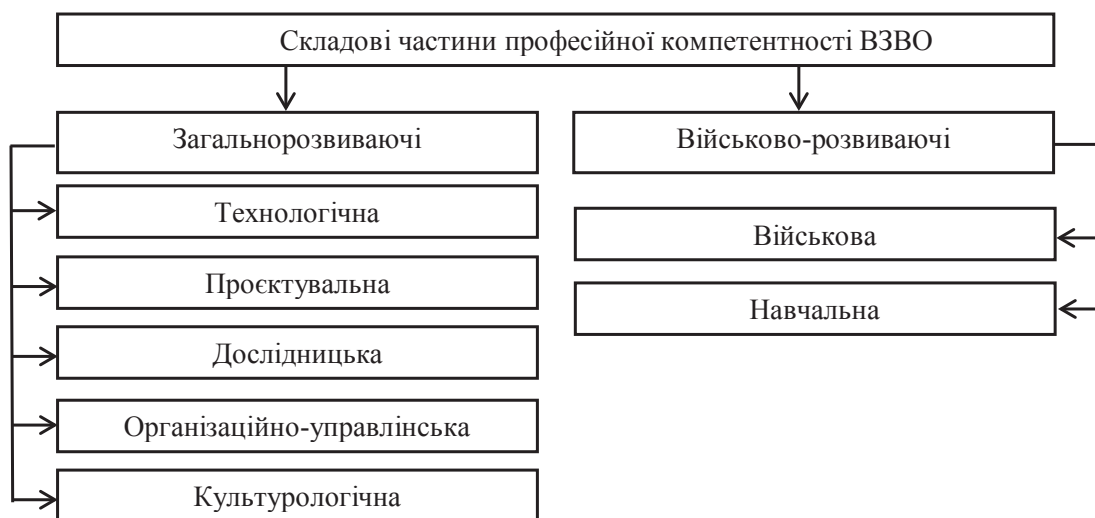 Складові частини професійної компетентності ВЗВО
Загальнорозвиваючі
Військово-розвиваючі
Технологічна
Військова
Проєктувальна
Навчальна
Дослідницька
Організаційно-управлінська
Культурологічна